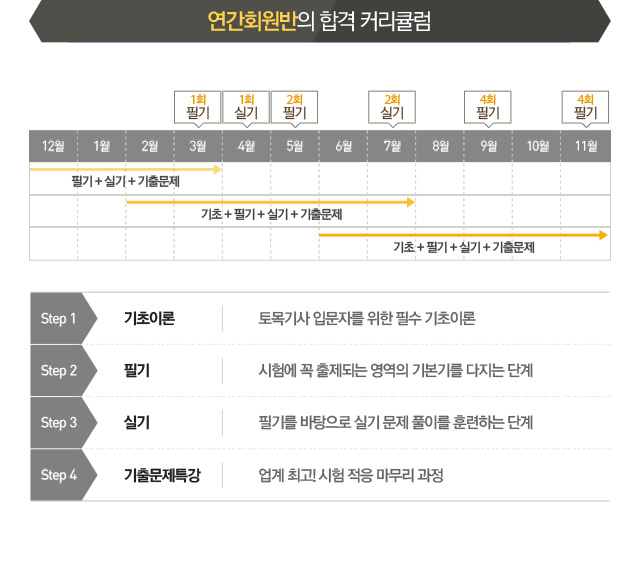 연간회원반의 합격 커리큘럼
1회 1회 2회 2회 4회 4회
필기 실기 필기 실기 필기 필기
12월 1월 2월 3월 4월 5월 6월 7월 8월 9월 10월 11월
필기 + 실기 + 기출문제
기초 + 필기 + 실기 + 기출문제
기초 + 필기 + 실기 + 기출문제
Step 1 기초이론 토목기사 입문자를 위한 필수 기초이론
Step 2 필기 시험에 꼭 출제되는 영역의 기본기를 다지는 단계
Step 3 실기 필기를 바탕으로 실기 문제 풀이를 훈련하는 단계
Step 4 기출문제특강 업계 최고! 시험 적응 마무리 과정